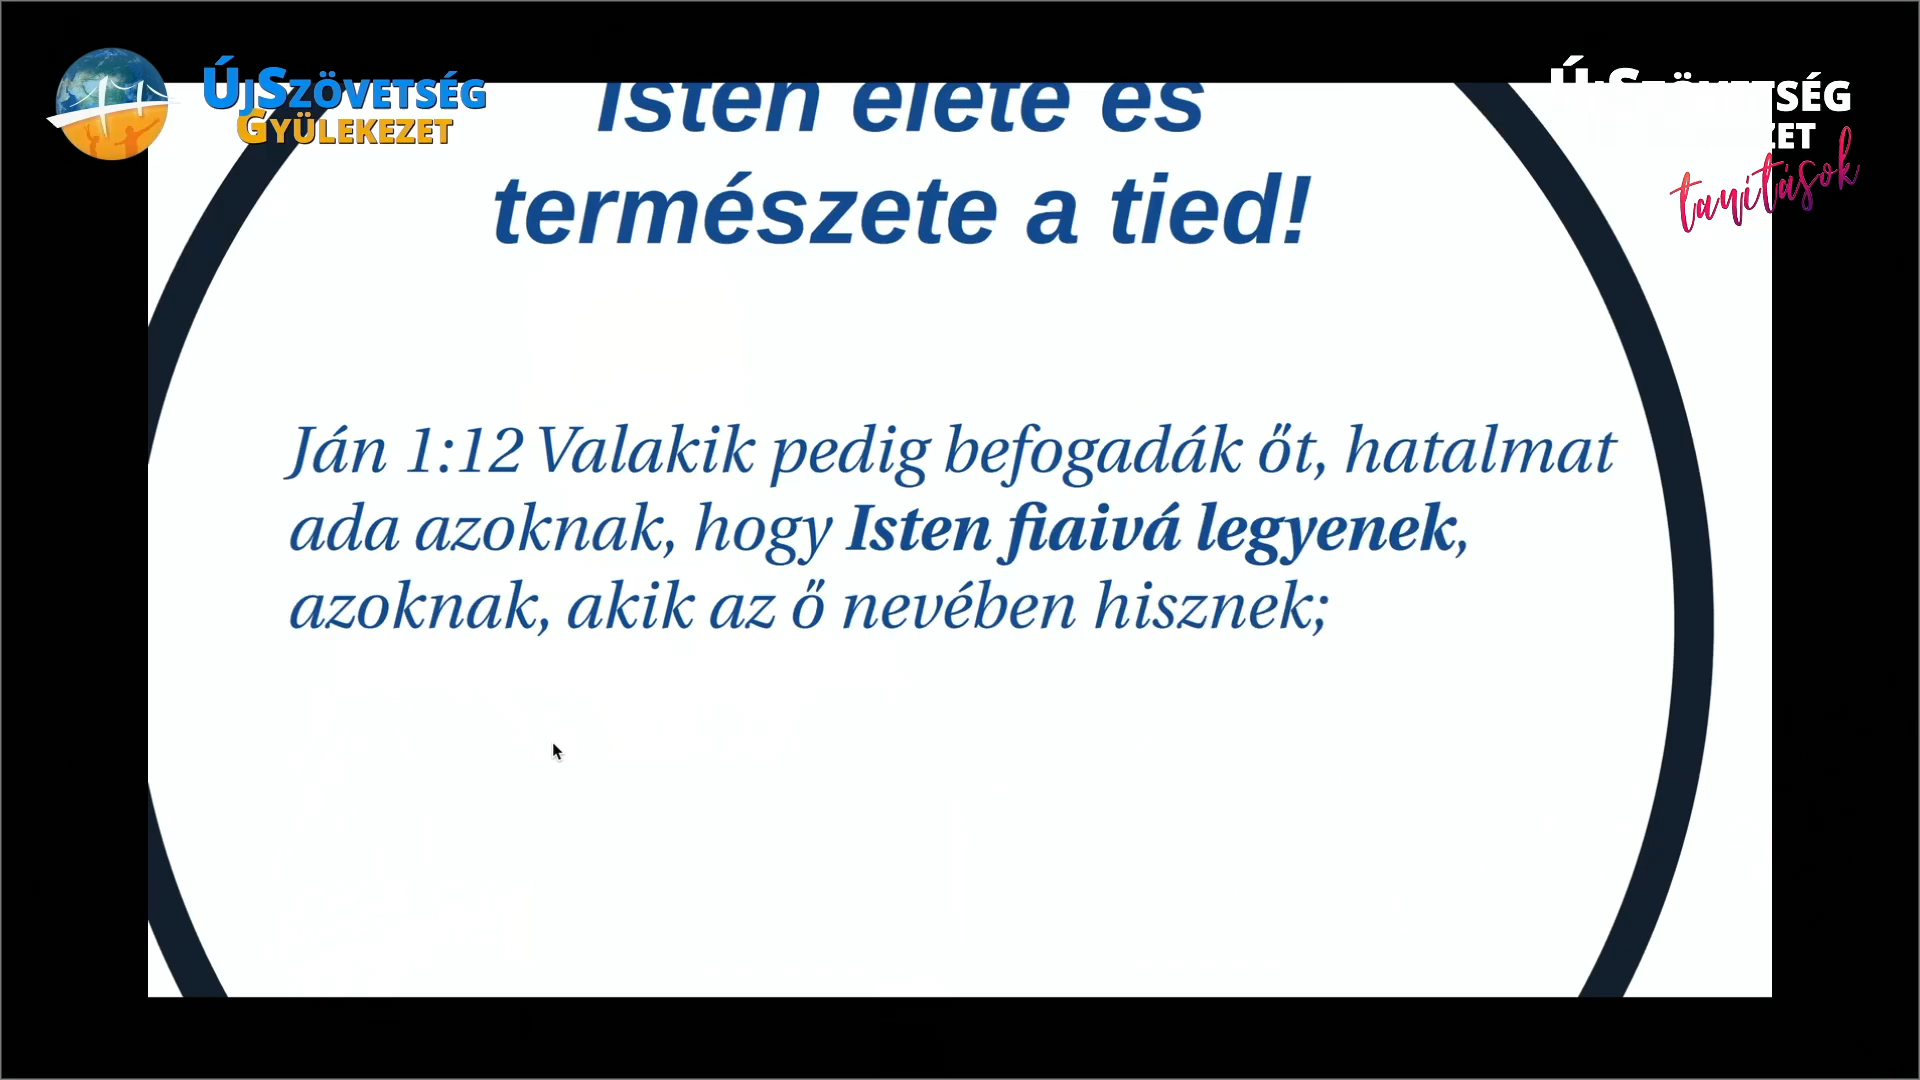 ÚJSZÖVETSÉG
GYÜLEKEZET
tanítások
Isten élete és
természete a tied!
Ján 1:12 Valakik pedig befogadák őt, hatalmat
ada azoknak, hogy Isten fiaivá legyenek,
azoknak, akik az ő nevében hisznek;